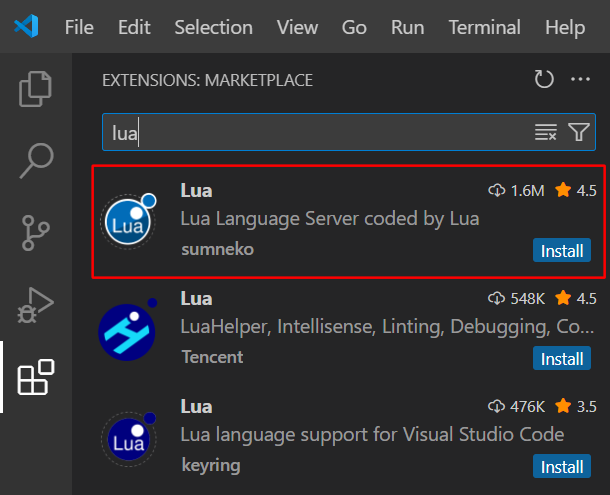 File Edit Selection View Go Run Terminal Help
EXTENSIONS: MARKETPLACE
lua
Lua 1.6M 4.5
Lua Language Server coded by Lua
sumneko Install
Lua 548K 4.5
LuaHelper, Intellisense, Linting, Debugging, Co...
Tencent Install
Lua 476K 3.5
Lua language support for Visual Studio Code
keyring Install
Lua
Lua